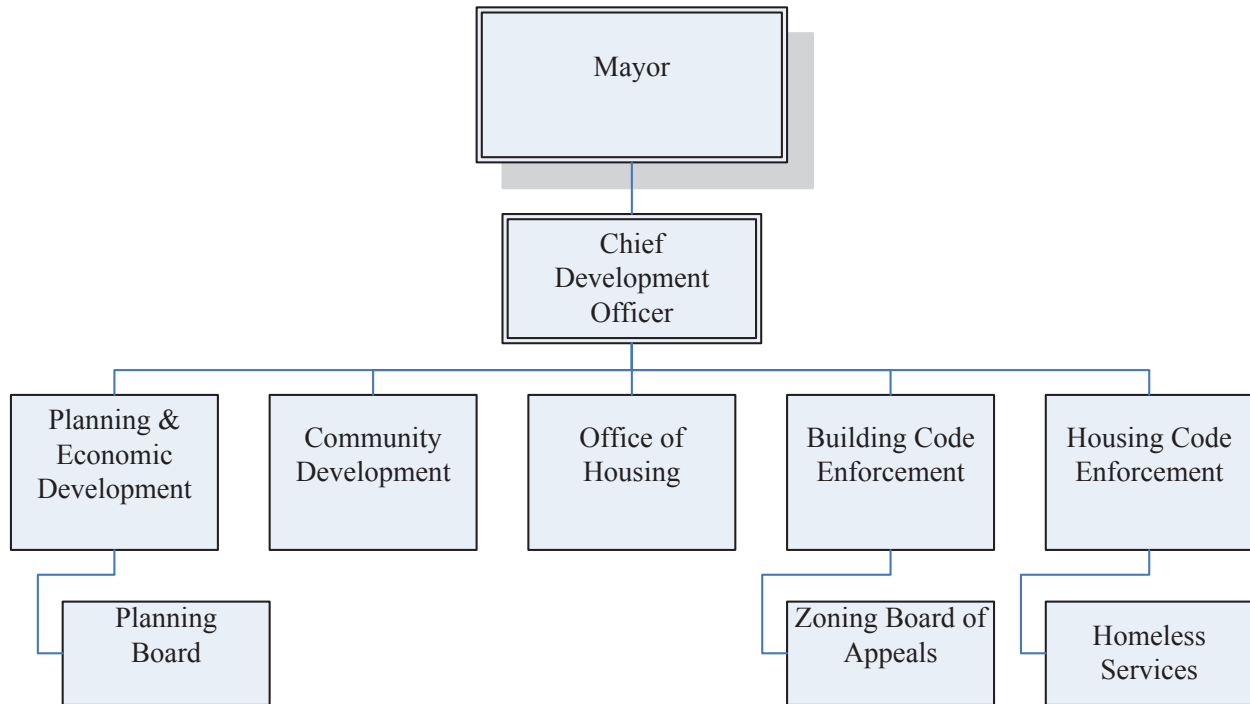 Mayor
Chief
Development
Officer
Planning &
Economic
Development
Community
Development
Office of
Housing
Building Code
Enforcement
Housing Code
Enforcement
Planning
Board
Zoning Board of
Appeals
Homeless
Services